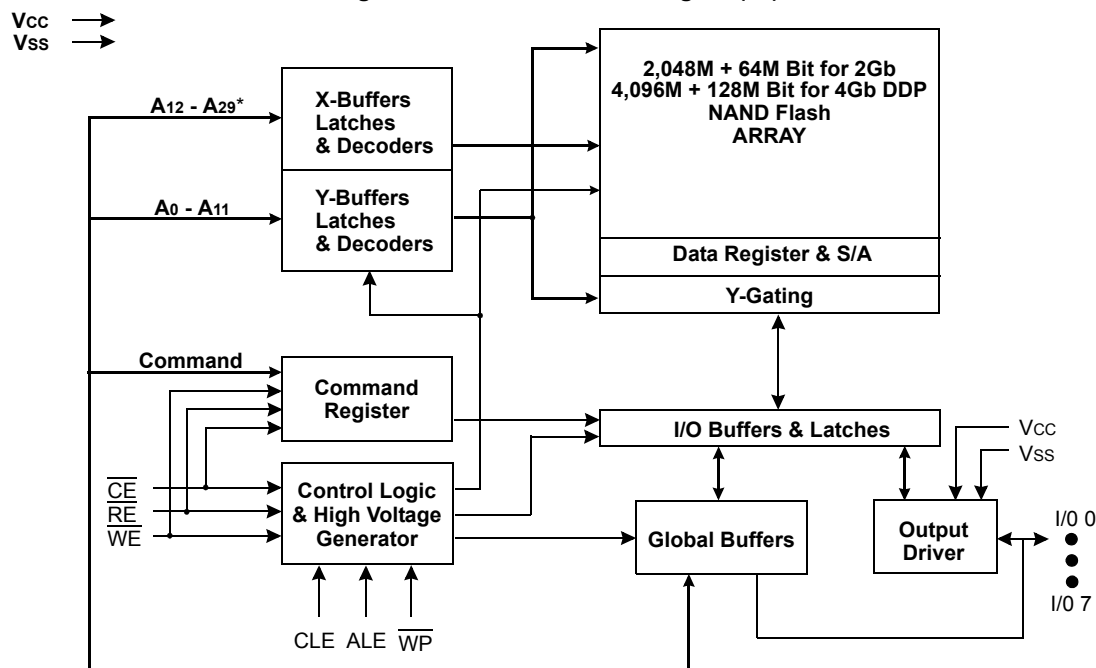 VCC
VSS
A12 - A29*
X-Buffers
Latches
& Decoders
A0 - A11
Y-Buffers
Latches
& Decoders
2,048M + 64M Bit for 2Gb
4,096M + 128M Bit for 4Gb DDP
NAND Flash
ARRAY
Data Register & S/A
Y-Gating
Command
Command
Register
I/O Buffers & Latches
VCC
VSS
CE
RE
WE
Control Logic
& High Voltage
Generator
Global Buffers
Output
Driver
I/0 0
I/0 7
CLE ALE WP